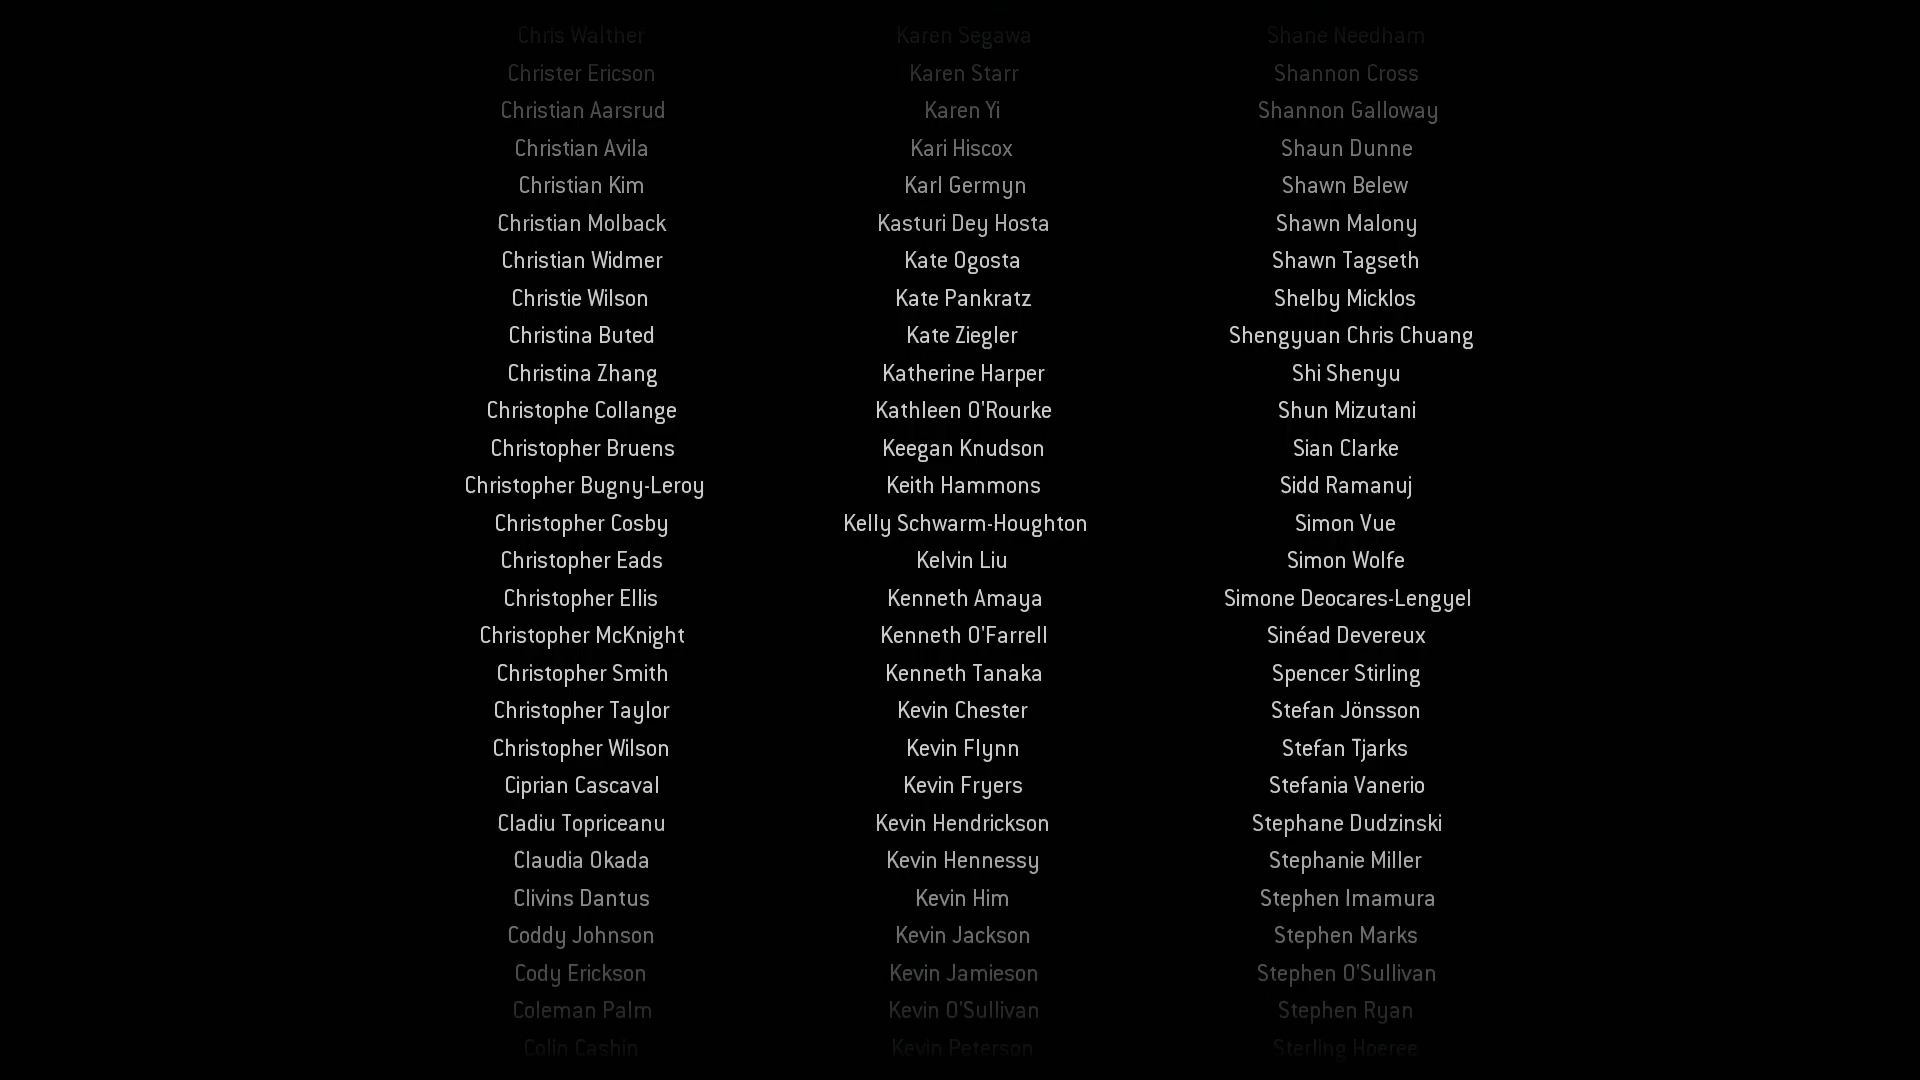 Chris Walther
Christer Ericson
Christian Aarsrud
Christian Avila
Christian Kim
Christian Molback
Christian Widmer
Christie Wilson
Christina Buted
Christina Zhang
Christophe Collange
Christopher Bruens
Christopher Bugny-Leroy
Christopher Cosby
Christopher Eads
Christopher Ellis
Christopher McKnight
Christopher Smith
Christopher Taylor
Christopher Wilson
Ciprian Cascaval
Cladiu Topriceanu
Claudia Okada
Clivins Dantus
Coddy Johnson
Cody Erickson
Coleman Palm
Colin Cashin
Karen Segawa
Karen Starr
Karen Yi
Kari Hiscox
Karl Germyn
Kasturi Dey Hosta
Kate Ogosta
Kate Pankratz
Kate Ziegler
Katherine Harper
Kathleen O'Rourke
Keegan Knudson
Keith Hammons
Kelly Schwarm-Houghton
Kelvin Liu
Kenneth Amaya
Kenneth O'Farrell
Kenneth Tanaka
Kevin Chester
Kevin Flynn
Kevin Fryers
Kevin Hendrickson
Kevin Hennessy
Kevin Him
Kevin Jackson
Kevin Jamieson
Kevin O'Sullivan
Kevin Peterson
Shane Needham
Shannon Cross
Shannon Galloway
Shaun Dunne
Shawn Belew
Shawn Malony
Shawn Tagseth
Shelby Micklos
Shengyuan Chris Chuang
Shi Shenyu
Shun Mizutani
Sian Clarke
Sidd Ramanuj
Simon Vue
Simon Wolfe
Simone Deocares-Lengyel
Sinéad Devereux
Spencer Stirling
Stefan Jönsson
Stefan Tjarks
Stefania Vanerio
Stephane Dudzinski
Stephanie Miller
Stephen Imamura
Stephen Marks
Stephen O'Sullivan
Stephen Ryan
Sterling Hoeree